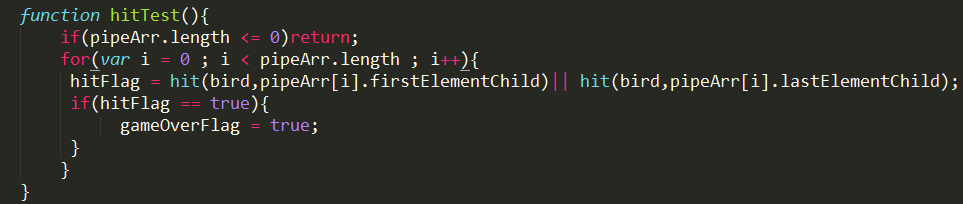 function hitTest(){
if(pipeArr.length <= 0)return;
for(var i = 0 ; i < pipeArr.length ; i++){
hitFlag = hit(bird,pipeArr[i].firstElementChild)|| hit(bird,pipeArr[i].lastElementChild);
if(hitFlag == true){
gameOverFlag = true;
}
}
}